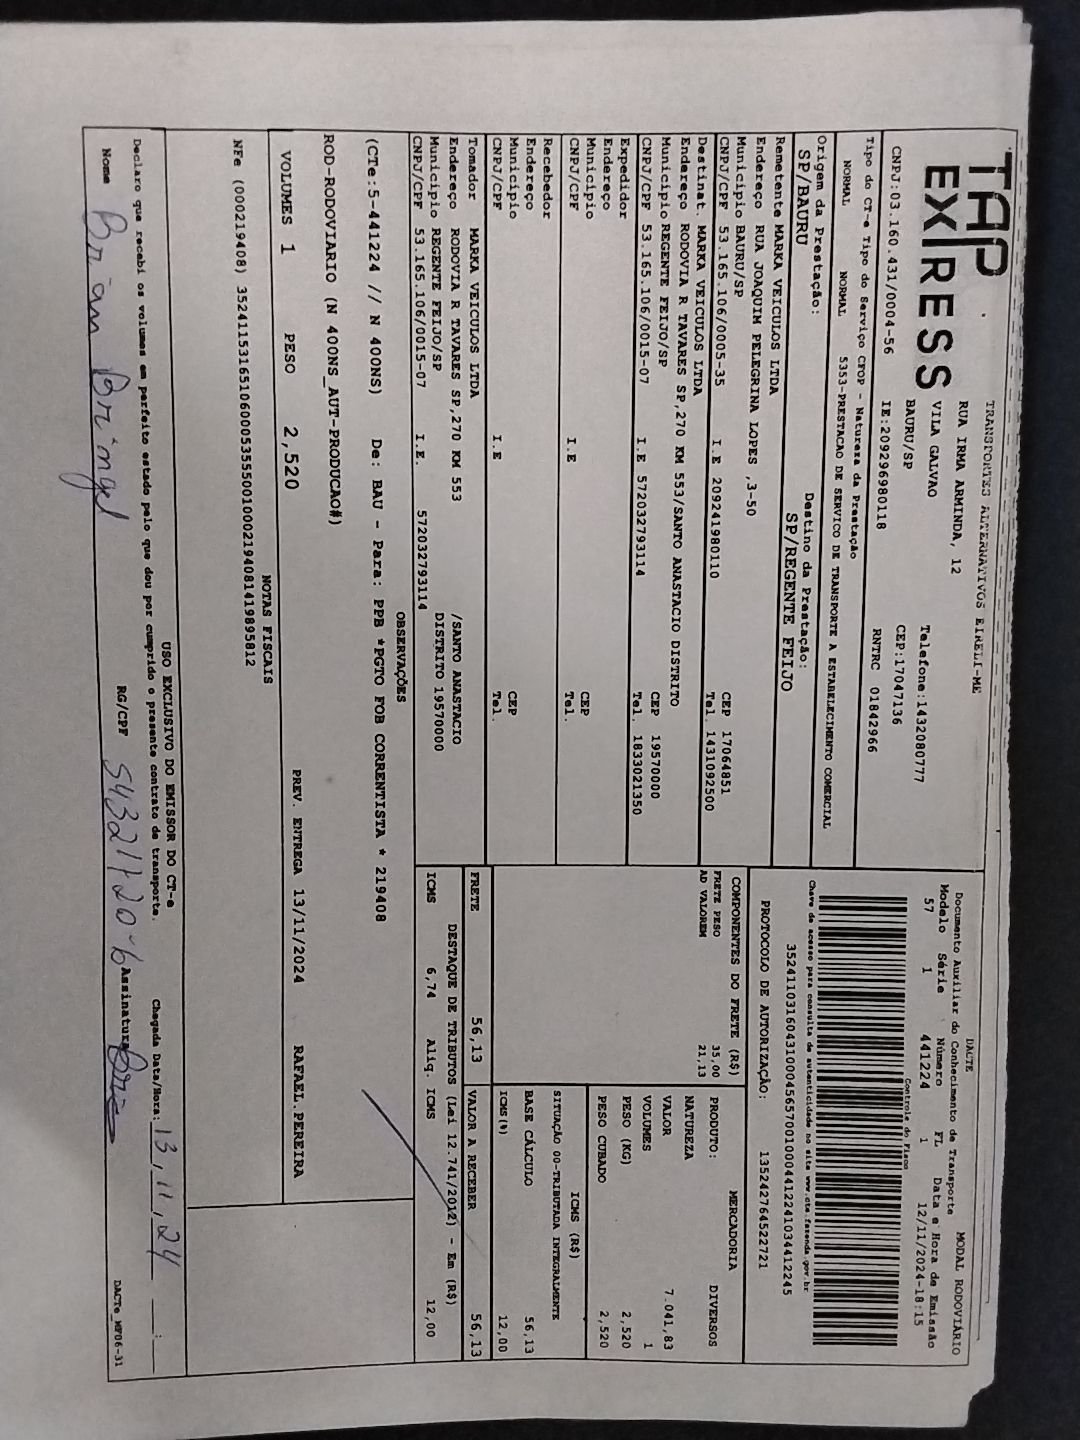 TAP
EXPRESS
TRANSPORTES ALTERNATIVOS EIRELI-ME
RUA IRMA ARMINDA, 12
VILA GALVAO
Telefone:1432080777
BAURU/SP
CEP:17047136
CNPJ:03.160.431/0004-56
IE:209296980118
RNTRC 01842966
Tipo do CT-e Tipo do Serviço CFOP - Natureza da Prestação
NORMAL NORMAL 5353-PRESTACAO DE SERVICO DE TRANSPORTE A ESTABELECIMENTO COMERCIAL
Origem da Prestação: Destino da Prestação:
SP/BAURU SP/REGENTE FEIJO
DACTE MODAL RODOVIÁRIO
Documento Auxiliar do Conhecimento de Transporte
Modelo Série Número FL Data e Hora de Emissão
57 1 441224 1 12/11/2024-18:15
Controle do Fisco
Chave de acesso para consulta de autenticidade no site www.cte.fazenda.gov.br
35241103160431000456570010004412241034412245
PROTOCOLO DE AUTORIZAÇÃO: 135242764522721
Remetente MARKA VEICULOS LTDA
Endereço RUA JOAQUIM PELEGRINA LOPES ,3-50
Municipio BAURU/SP CEP 17064851
CNPJ/CPF 53.165.106/0005-35 I.E 209241980110 Tel. 1431092500
Destinat. MARKA VEICULOS LTDA
Endereço RODOVIA R TAVARES SP,270 KM 553/SANTO ANASTACIO DISTRITO
Municipio REGENTE FEIJO/SP CEP 19570000
CNPJ/CPF 53.165.106/0015-07 I.E 572032793114 Tel. 1833021350
Expedidor
Endereço
Municipio CEP
CNPJ/CPF I.E Tel.
Recebedor
Endereço
Municipio CEP
CNPJ/CPF I.E Tel.
Tomador MARKA VEICULOS LTDA
Endereço RODOVIA R TAVARES SP,270 KM 553 /SANTO ANASTACIO
Municipio REGENTE FEIJO/SP DISTRITO 19570000
CNPJ/CPF 53.165.106/0015-07 I.E. 572032793114
COMPONENTES DO FRETE (R$)
FRETE PESO 35,00
AD VALOREM 21,13
MERCADORIA
PRODUTO: DIVERSOS
NATUREZA
VALOR 7.041,83
VOLUMES 1
PESO (KG) 2,520
PESO CUBADO 2,520
ICMS (R$)
SITUAÇÃO 00-TRIBUTADA INTEGRALMENTE
BASE CÁLCULO 56,13
ICMS(%) 12,00
FRETE 56,13 VALOR A RECEBER 56,13
DESTAQUE DE TRIBUTOS (Lei 12.741/2012) - Em (R$)
ICMS 6,74 Aliq. ICMS 12,00
OBSERVAÇÕES
(CTe:5-441224 // N 400NS) De: BAU - Para: PPB *PGTO FOB CORRENTISTA * 219408
ROD-RODOVIARIO (N 400NS_AUT-PRODUCAO#)
VOLUMES 1 PESO 2,520 PREV. ENTREGA 13/11/2024 RAFAEL.PEREIRA
NOTAS FISCAIS
NFe (000219408) 35241153165106000535550010002194081419895812
USO EXCLUSIVO DO EMISSOR DO CT-e
Declaro que recebi os volumes em perfeito estado pelo que dou por cumprido o presente contrato de transporte. Chegada Data/Hora: 13,11,24 __:__
Nome Brian Bringel RG/CPF Assinatura
DACTe_MF06-31